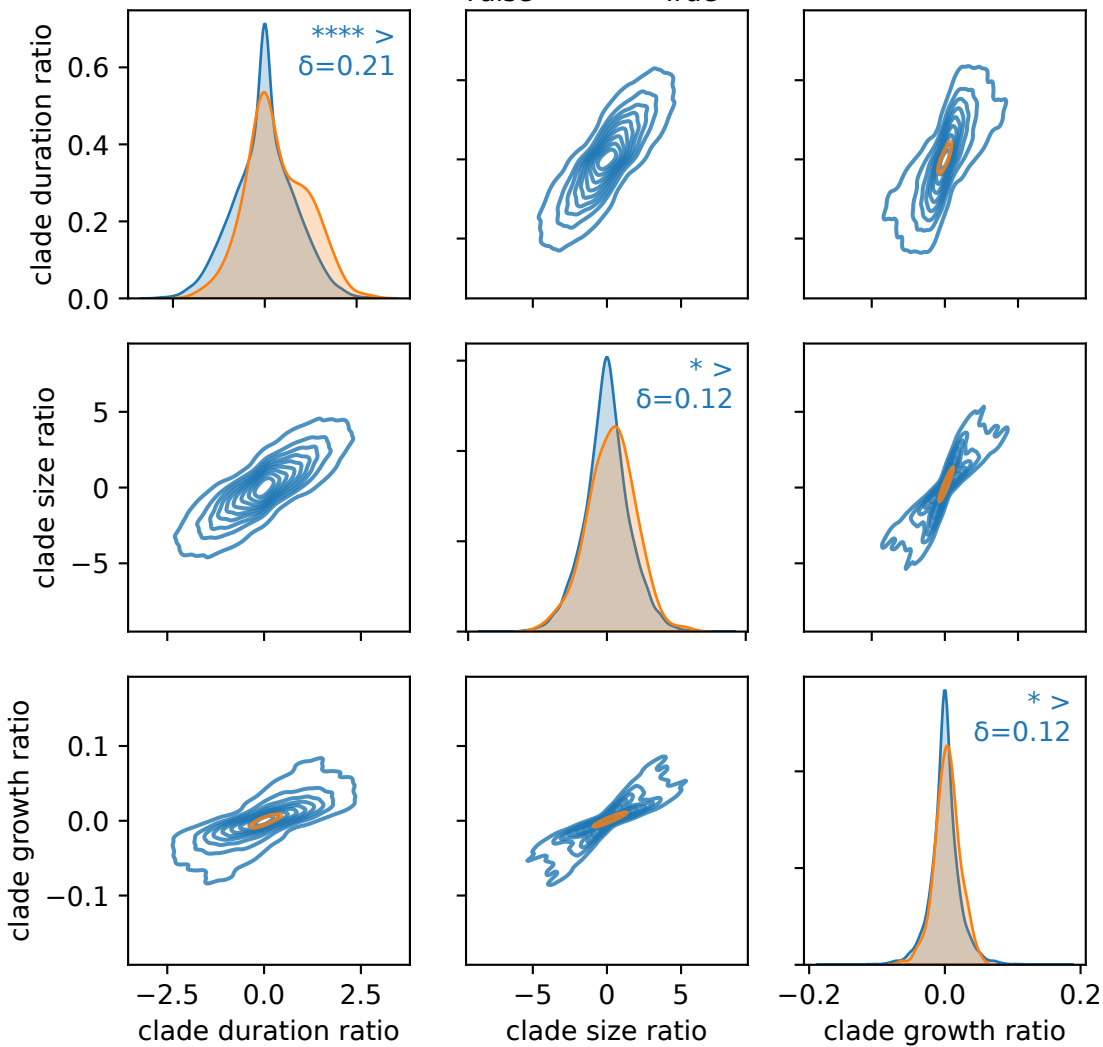 **** >
δ=0.21
clade duration ratio
0.6
0.4
0.2
0.0
* >
δ=0.12
clade size ratio
5
0
−5
* >
δ=0.12
clade growth ratio
0.1
0.0
−0.1
−2.5 0.0 2.5
−5 0 5
−0.2 0.0 0.2
clade duration ratio clade size ratio clade growth ratio